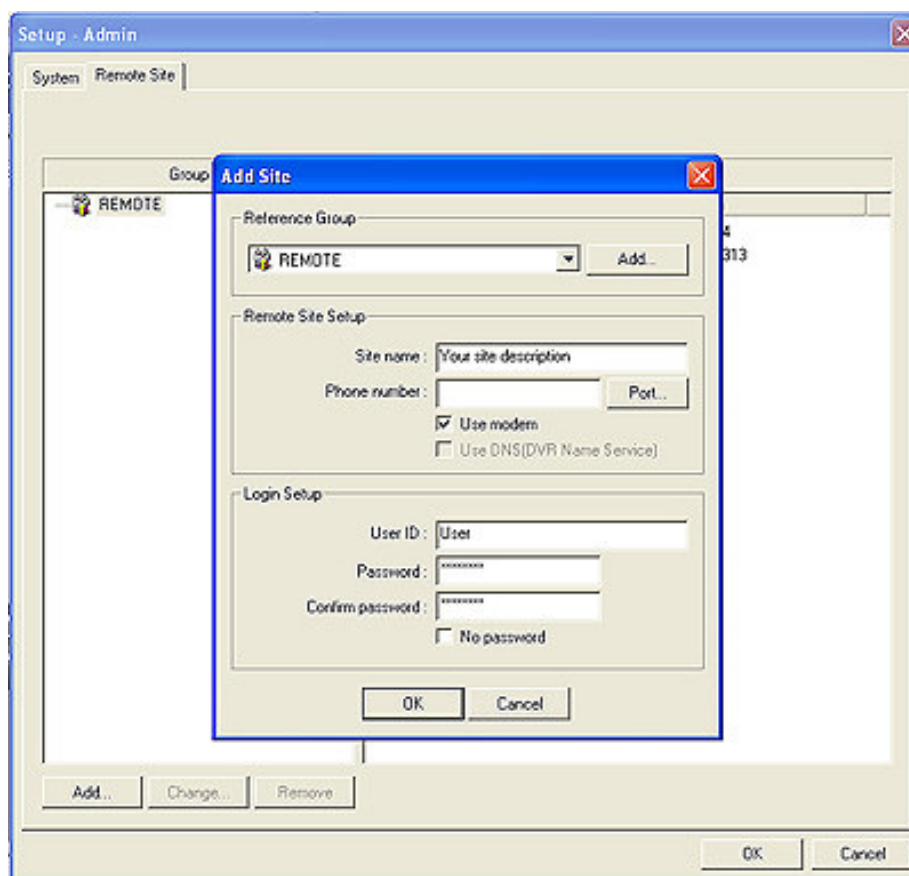 Setup - Admin
System Remote Site
Group
REMOTE
4
313
Add Site
Reference Group
REMOTE Add...
Remote Site Setup
Site name : Your site description
Phone number : Port...
Use modem
Use DNS(DVR Name Service)
Login Setup
User ID : User
Password : ********
Confirm password : ********
No password
OK Cancel
Add... Change... Remove
OK Cancel